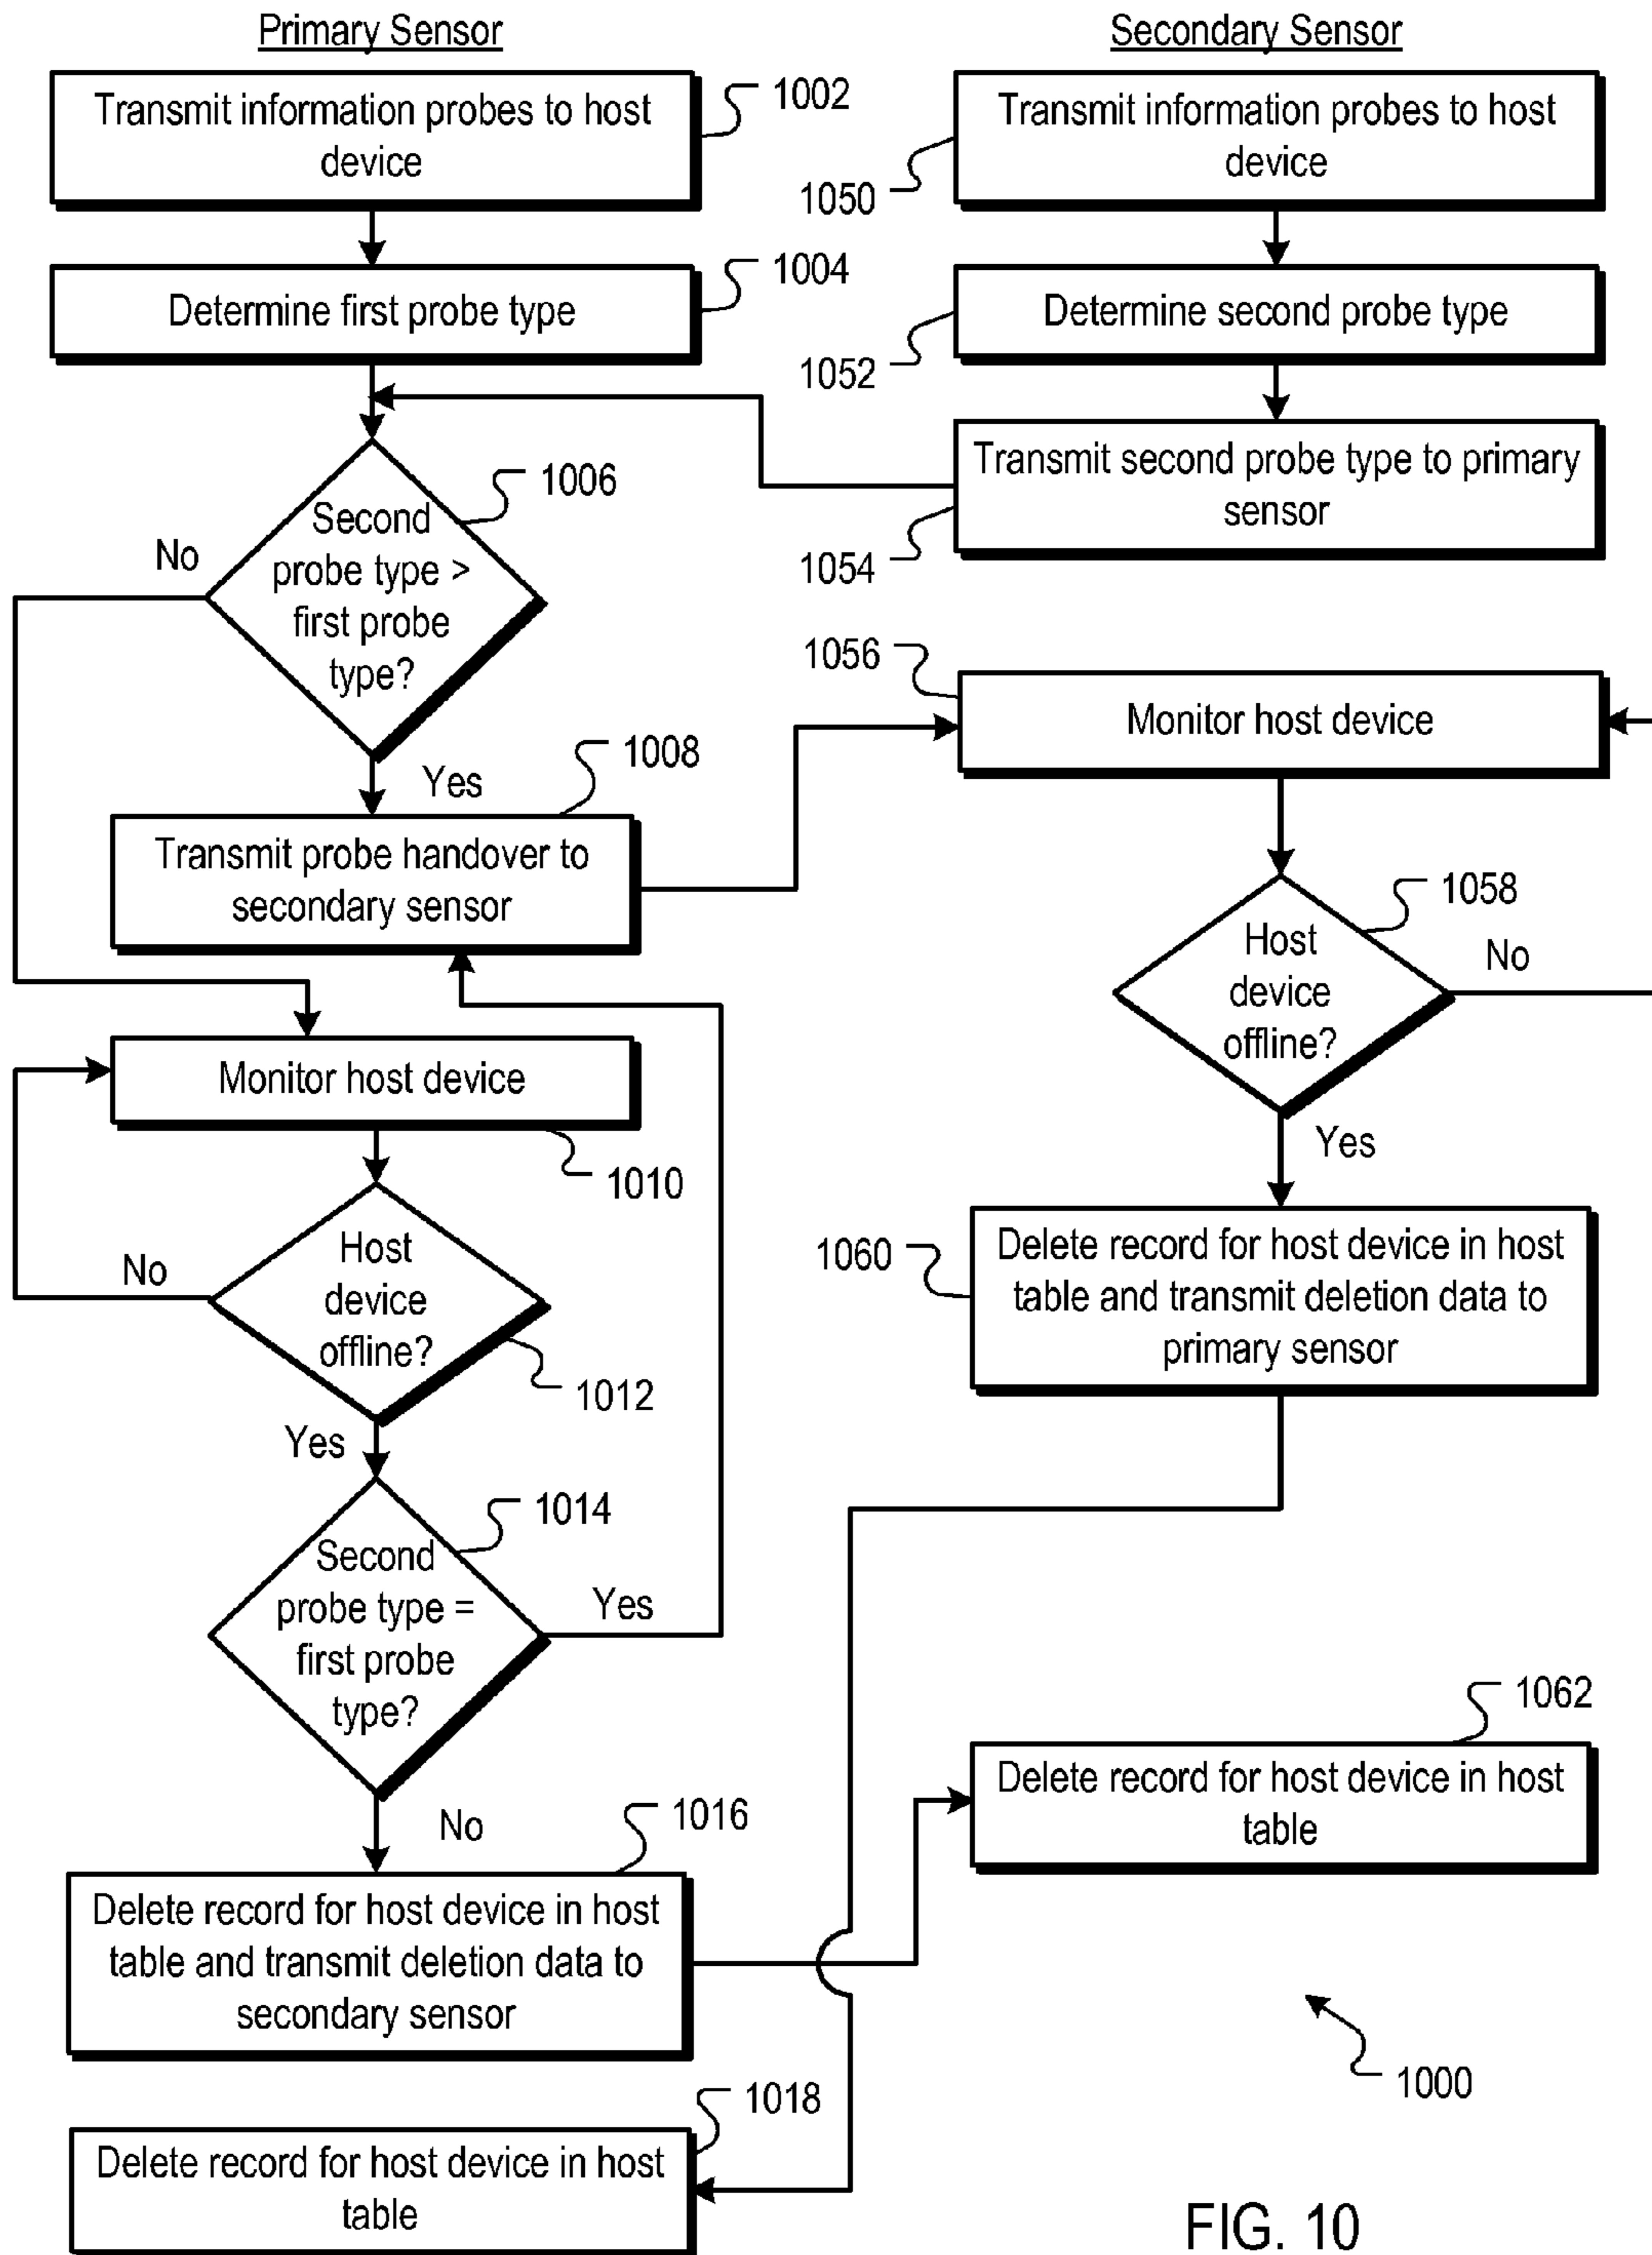 Primary Sensor
Transmit information probes to host
device
1002
Determine first probe type
1004
Second
probe type >
first probe
type?
1006
No
Yes
Transmit probe handover to
secondary sensor
1008
Monitor host device
1010
Host
device
offline?
1012
No
Yes
Second
probe type =
first probe
type?
1014
Yes
No
Delete record for host device in host
table and transmit deletion data to
secondary sensor
1016
Delete record for host device in host
table
1018
Secondary Sensor
Transmit information probes to host
device
1050
Determine second probe type
1052
Transmit second probe type to primary
sensor
1054
Monitor host device
1056
Host
device
offline?
1058
No
Yes
Delete record for host device in host
table and transmit deletion data to
primary sensor
1060
Delete record for host device in host
table
1062
1000
FIG. 10